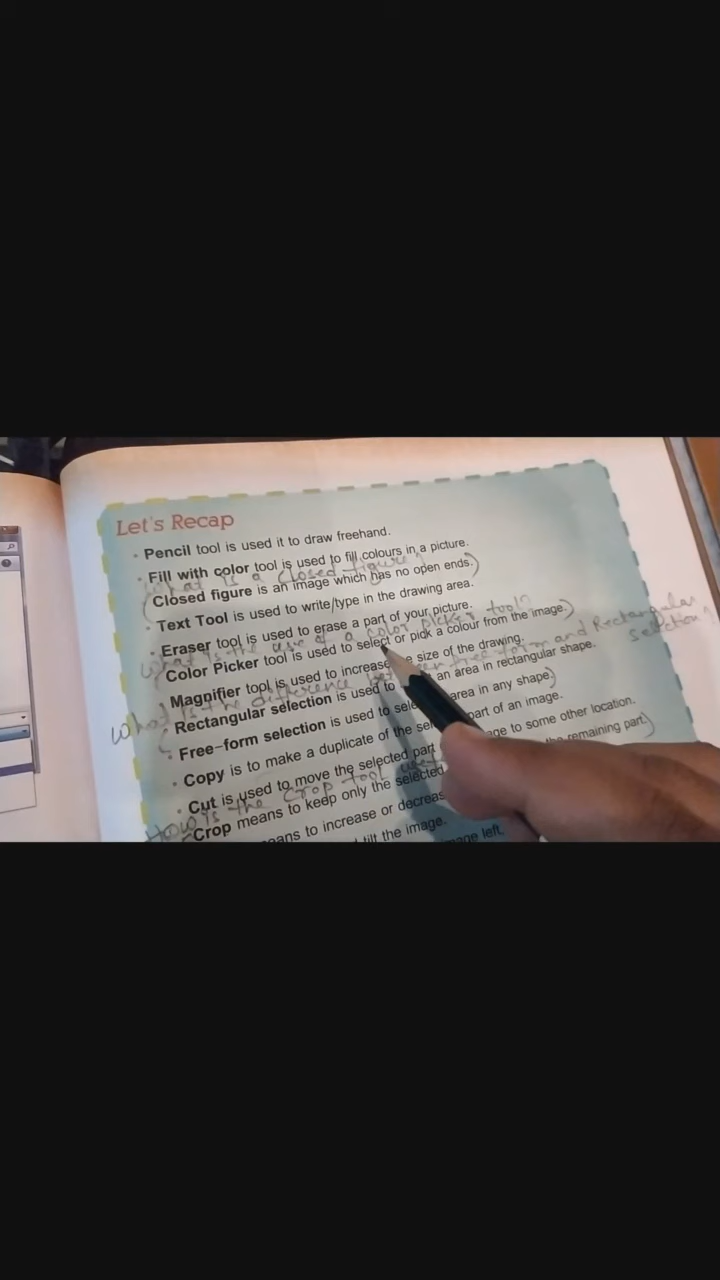 Let's Recap
• Pencil tool is used it to draw freehand.
• Fill with color tool is used to fill colours in a picture.
What is a closed figure
(Closed figure is an image which has no open ends.)
• Text Tool is used to write/type in the drawing area.
• Eraser tool is used to erase a part of your picture.
What is the use of a color picker tool?
Color Picker tool is used to select or pick a colour from the image.)
Magnifier tool is used to increase size of the drawing.
What is the difference between freeform and Rectangular selection
• Rectangular selection is used to an area in rectangular shape.
• Free-form selection is used to area in any shape)
• Copy is to make a duplicate of the part of an image.
• Cut is used to move the selected part to some other location.
How is the crop tool
Crop means to keep only the selected remaining part.)
to increase or
tilt the image.
left.